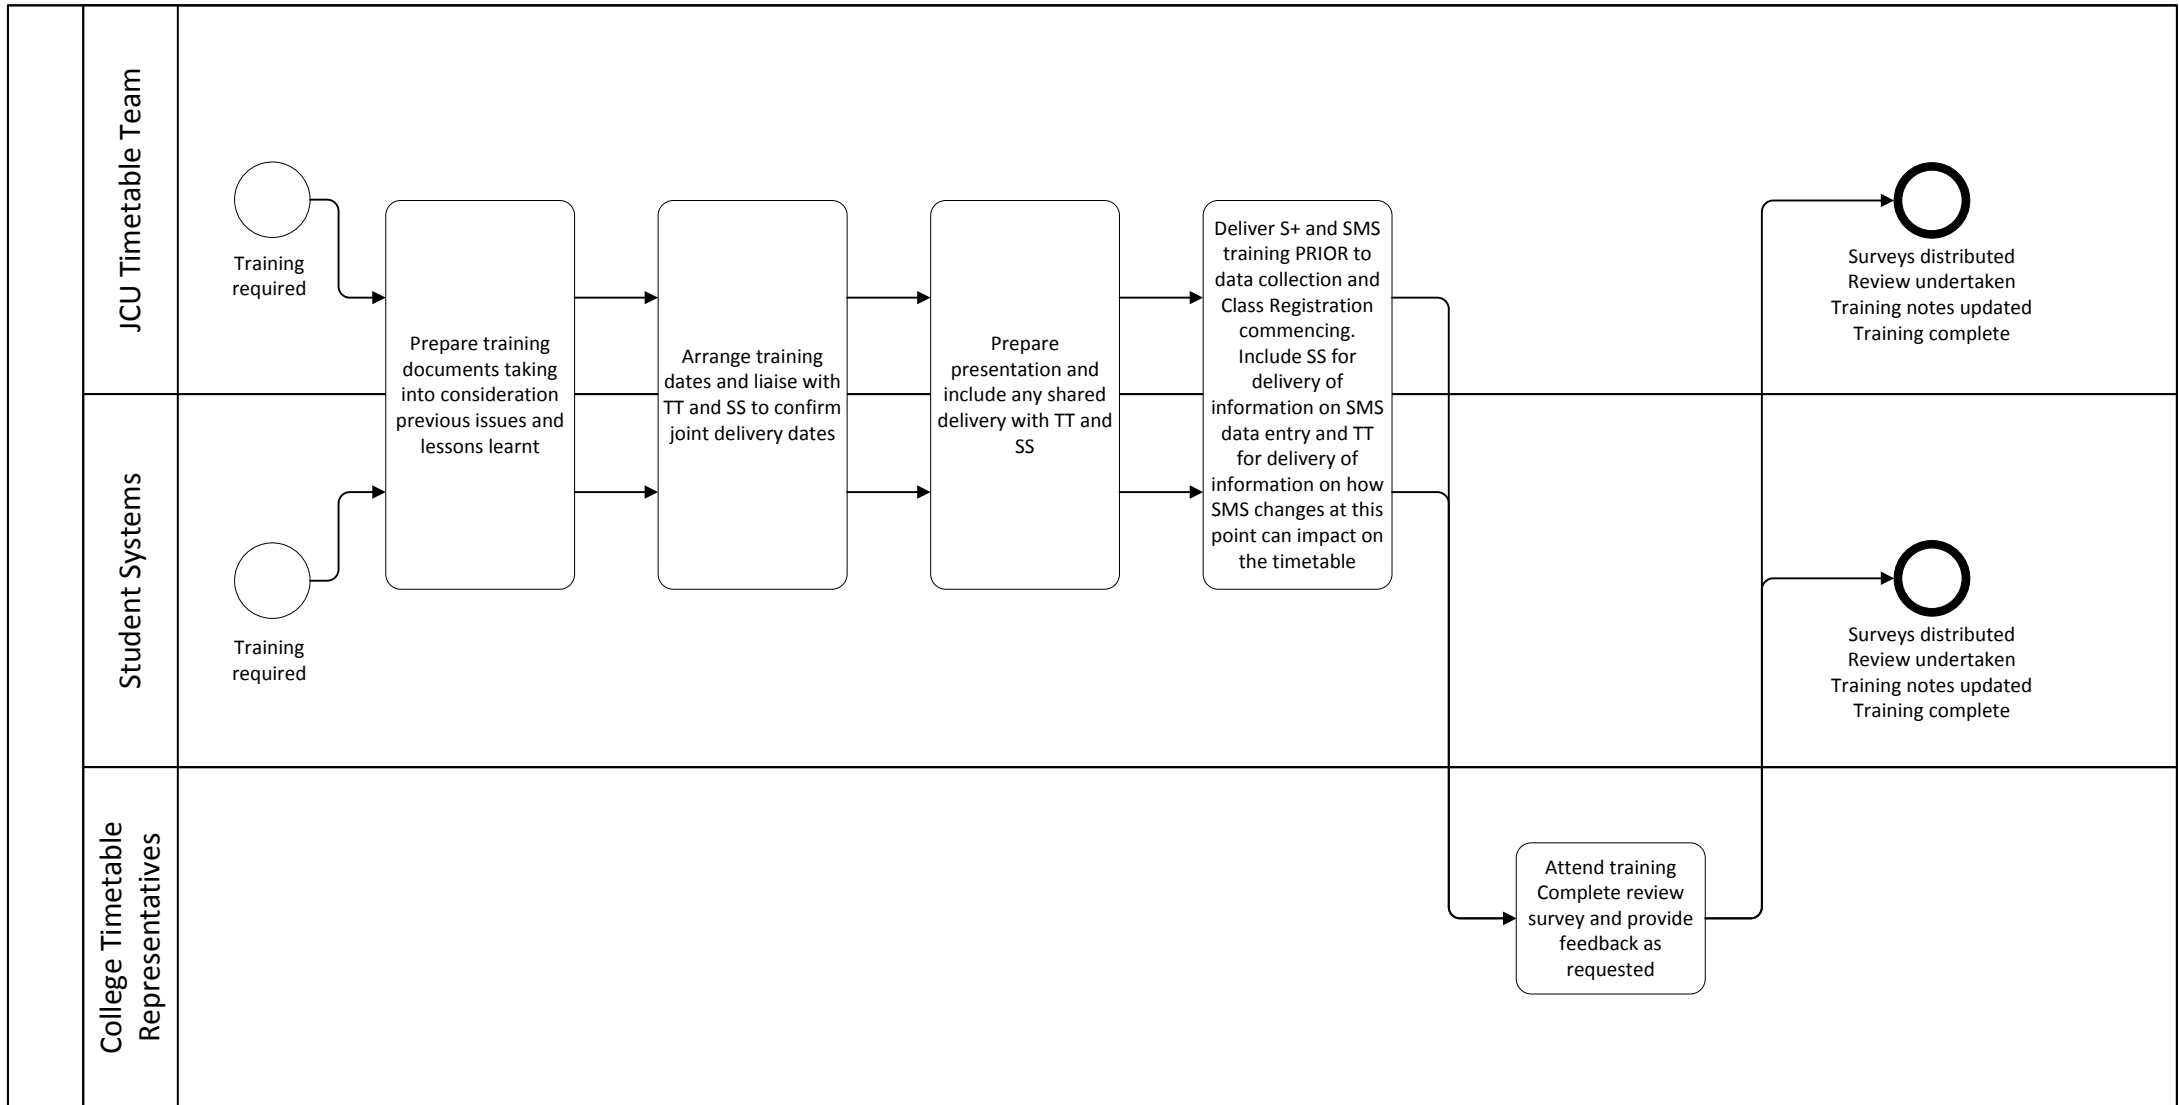 JCU Timetable Team
Training
required
Prepare training
documents taking
into consideration
previous issues and
lessons learnt
Arrange training
dates and liaise with
TT and SS to confirm
joint delivery dates
Prepare
presentation and
include any shared
delivery with TT and
SS
Deliver S+ and SMS
training PRIOR to
data collection and
Class Registration
commencing.
Include SS for
delivery of
information on SMS
data entry and TT
for delivery of
information on how
SMS changes at this
point can impact on
the timetable
Surveys distributed
Review undertaken
Training notes updated
Training complete
Student Systems
Training
required
Surveys distributed
Review undertaken
Training notes updated
Training complete
College Timetable
Representatives
Attend training
Complete review
survey and provide
feedback as
requested